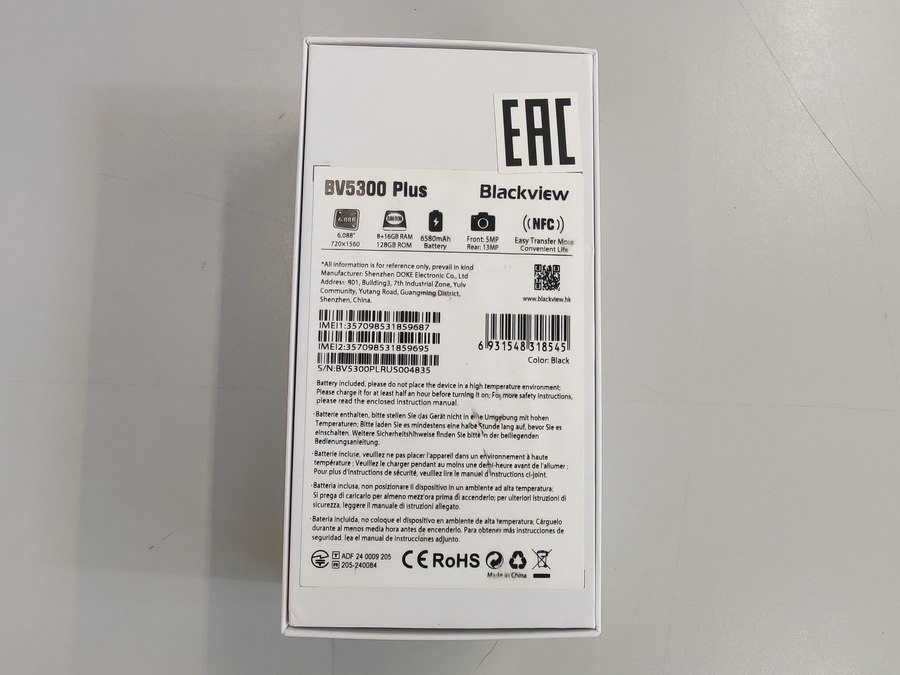 EAC
BV5300 Plus
Blackview
6.088"
720×1560
8+16GB RAM
128GB ROM
6580mAh
Battery
Front: 5MP
Rear: 13MP
((NFC))
Easy Transfer More
Convenient Life
*All information is for reference only, prevail in kind
Manufacturer: Shenzhen DOKE Electronic Co., Ltd
Address: 801, Building3, 7th Industrial Zone, Yulv
Community, Yutang Road, Guangming District,
Shenzhen, China.
www.blackview.hk
IMEI1:357098531859687
IMEI2:357098531859695
S/N:BV5300PLRUS004835
6 931548 318545
Color: Black
·Battery included, please do not place the device in a high temperature environment;
Please charge it for at least half an hour before turning it on; For more safety instructions,
please read the enclosed instruction manual.
·Batterie enthalten, bitte stellen Sie das Gerät nicht in eine Umgebung mit hohen
Temperaturen; Bitte laden Sie es mindestens eine halbe Stunde lang auf, bevor Sie es
einschalten. Weitere Sicherheitshihweise finden Sie bitte in der beiliegenden
Bedienungsanleitung.
·Batterie incluse, veuillez ne pas placer l'appareil dans un environnement à haute
température ; Veuillez le charger pendant au moins une demi-heure avant de l'allumer ;
Pour plus d'instructions de sécurité, veuillez lire le manuel d'instructions ci-joint.
·Batteria inclusa, non posizionare il dispositivo in un ambiente ad alta temperatura;
Si prega di caricarlo per almeno mezz'ora prima di accenderlo; per ulteriori istruzioni di
sicurezza, leggere il manuale di istruzioni allegato.
·Batería incluida, no coloque el dispositivo en ambiente de alta temperatura; Cárguelo
durante al menos media hora antes de encenderlo. Para obtener más instrucciones de
seguridad, lea el manual de instrucciones adjunto.
T ADF 24 0009 205
R 205-240084
CE RoHS
Made in China